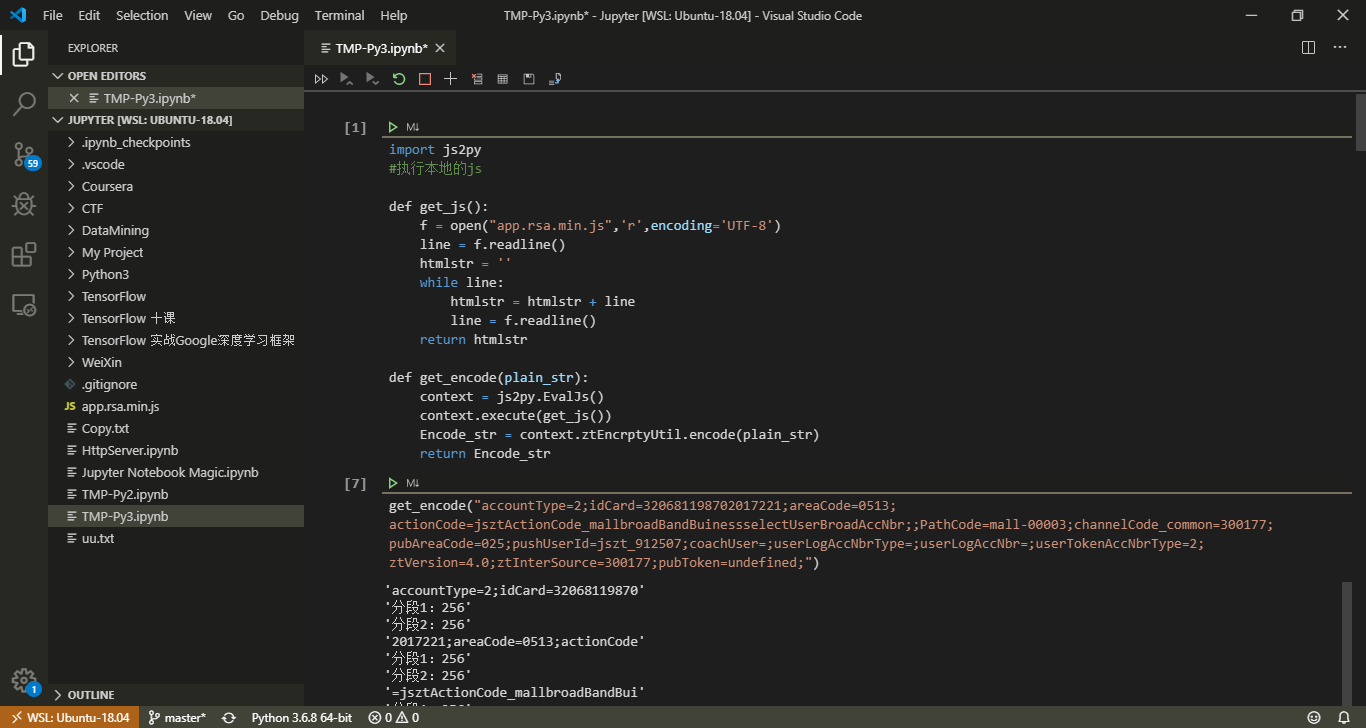 File Edit Selection View Go Debug Terminal Help TMP-Py3.ipynb* - Jupyter [WSL: Ubuntu-18.04] - Visual Studio Code
EXPLORER
OPEN EDITORS
TMP-Py3.ipynb*
JUPYTER [WSL: UBUNTU-18.04]
.ipynb_checkpoints
.vscode
Coursera
CTF
DataMining
My Project
Python3
TensorFlow
TensorFlow 十课
TensorFlow 实战Google深度学习框架
WeiXin
.gitignore
JS app.rsa.min.js
Copy.txt
HttpServer.ipynb
Jupyter Notebook Magic.ipynb
TMP-Py2.ipynb
TMP-Py3.ipynb
uu.txt
OUTLINE
59
1
TMP-Py3.ipynb*
[1] M↓
import js2py
#执行本地的js
def get_js():
f = open("app.rsa.min.js",'r',encoding='UTF-8')
line = f.readline()
htmlstr = ''
while line:
htmlstr = htmlstr + line
line = f.readline()
return htmlstr
def get_encode(plain_str):
context = js2py.EvalJs()
context.execute(get_js())
Encode_str = context.ztEncrptyUtil.encode(plain_str)
return Encode_str
[7] M↓
get_encode("accountType=2;idCard=320681198702017221;areaCode=0513;
actionCode=jsztActionCode_mallbroadBandBuinessselectUserBroadAccNbr;;PathCode=mall-00003;channelCode_common=300177;
pubAreaCode=025;pushUserId=jszt_912507;coachUser=;userLogAccNbrType=;userLogAccNbr=;userTokenAccNbrType=2;
ztVersion=4.0;ztInterSource=300177;pubToken=undefined;")
'accountType=2;idCard=32068119870'
'分段1：256'
'分段2：256'
'2017221;areaCode=0513;actionCode'
'分段1：256'
'分段2：256'
'=jsztActionCode_mallbroadBandBui'
WSL: Ubuntu-18.04 master* Python 3.6.8 64-bit 0 0